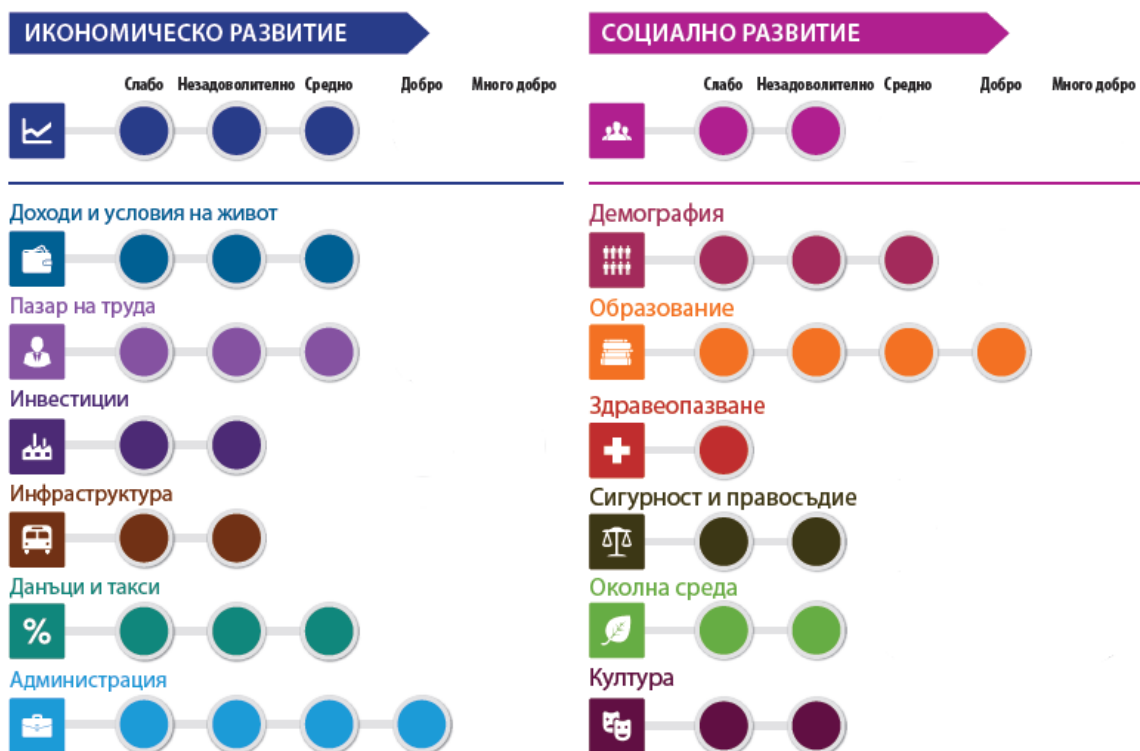 ИКОНОМИЧЕСКО РАЗВИТИЕ
Слабо Незадоволително Средно Добро Много добро
Доходи и условия на живот
Пазар на труда
Инвестиции
Инфраструктура
Данъци и такси
%
Администрация
СОЦИАЛНО РАЗВИТИЕ
Слабо Незадоволително Средно Добро Много добро
Демография
Образование
Здравеопазване
Сигурност и правосъдие
Околна среда
Култура